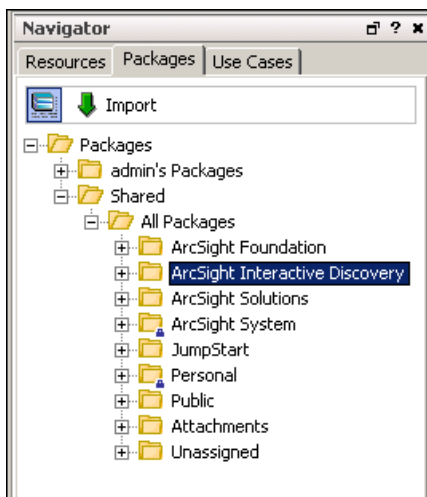 Navigator ?
Resources Packages Use Cases
Import
Packages
admin's Packages
Shared
All Packages
ArcSight Foundation
ArcSight Interactive Discovery
ArcSight Solutions
ArcSight System
JumpStart
Personal
Public
Attachments
Unassigned